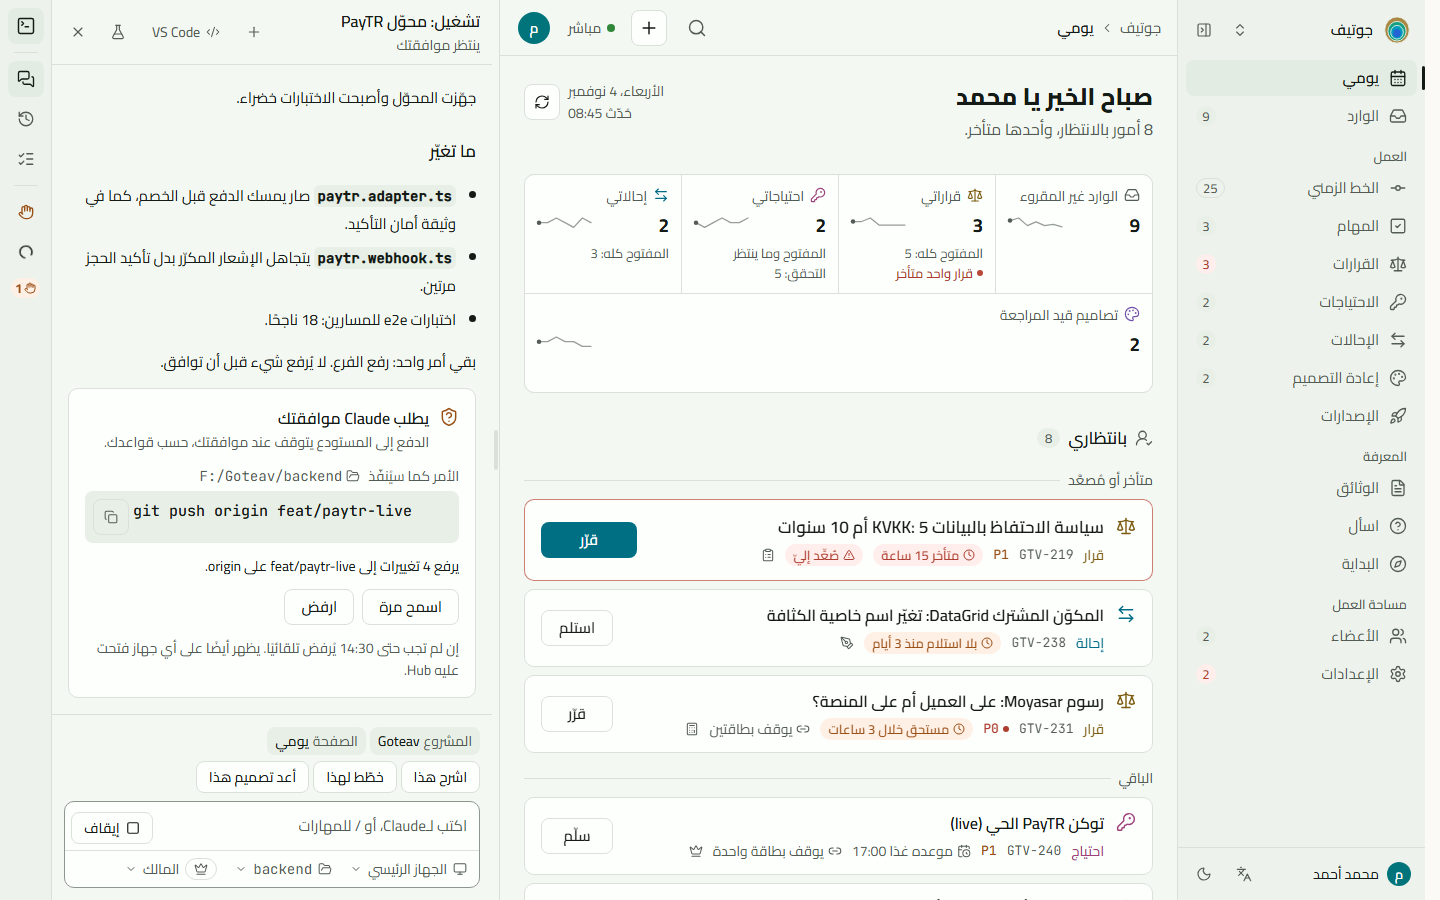 جوتيف
يومي
الوارد
9
العمل
الخط الزمني
25
المهام
3
القرارات
3
الاحتياجات
2
الإحالات
2
إعادة التصميم
2
الإصدارات
المعرفة
الوثائق
اسأل
البداية
مساحة العمل
الأعضاء
2
الإعدادات
2
م
محمد أحمد
جوتيف
يومي
مباشر
م
صباح الخير يا محمد
8 أمور بالانتظار، وأحدها متأخر.
الأربعاء، 4 نوفمبر
حُدّث 08:45
الوارد غير المقروء
9
قراراتي
3
المفتوح كله: 5
قرار واحد متأخر
احتياجاتي
2
المفتوح وما ينتظر
التحقق: 5
إحالاتي
2
المفتوح كله: 3
تصاميم قيد المراجعة
2
بانتظاري
8
متأخر أو مُصعَّد
سياسة الاحتفاظ بالبيانات KVKK: 5 أم 10 سنوات
قرار GTV-219 P1 متأخر 15 ساعة صُعِّد إليّ
قرّر
المكوّن المشترك DataGrid: تغيّر اسم خاصية الكثافة
إحالة GTV-238 بلا استلام منذ 3 أيام
استلم
رسوم Moyasar: على العميل أم على المنصة؟
قرار GTV-231 P0 مستحق خلال 3 ساعات يوقف بطاقتين
قرّر
الباقي
توكن PayTR الحي (live)
احتياج GTV-240 P1 موعده غدًا 17:00 يوقف بطاقة واحدة
سلّم
تشغيل: محوّل PayTR
ينتظر موافقتك
VS Code
جهّزت المحوّل وأصبحت الاختبارات خضراء.
ما تغيّر
paytr.adapter.ts صار يمسك الدفع قبل الخصم، كما في
وثيقة أمان التأكيد.
paytr.webhook.ts يتجاهل الإشعار المكرّر بدل تأكيد الحجز
مرتين.
اختبارات e2e للمسارين: 18 ناجحًا.
بقي أمر واحد: رفع الفرع. لا يُرفع شيء قبل أن توافق.
يطلب Claude موافقتك
الدفع إلى المستودع يتوقف عند موافقتك، حسب قواعدك.
الأمر كما سيُنفَّذ F:/Goteav/backend
git push origin feat/paytr-live
يرفع 4 تغييرات إلى feat/paytr-live على origin.
اسمح مرة
ارفض
إن لم تجب حتى 14:30 يُرفض تلقائيًا. يظهر أيضًا على أي جهاز فتحت
عليه Hub.
المشروع Goteav
الصفحة يومي
اشرح هذا
خطّط لهذا
أعد تصميم هذا
اكتب لـClaude، أو / للمهارات
إيقاف
الجهاز الرئيسي
backend
المالك
1